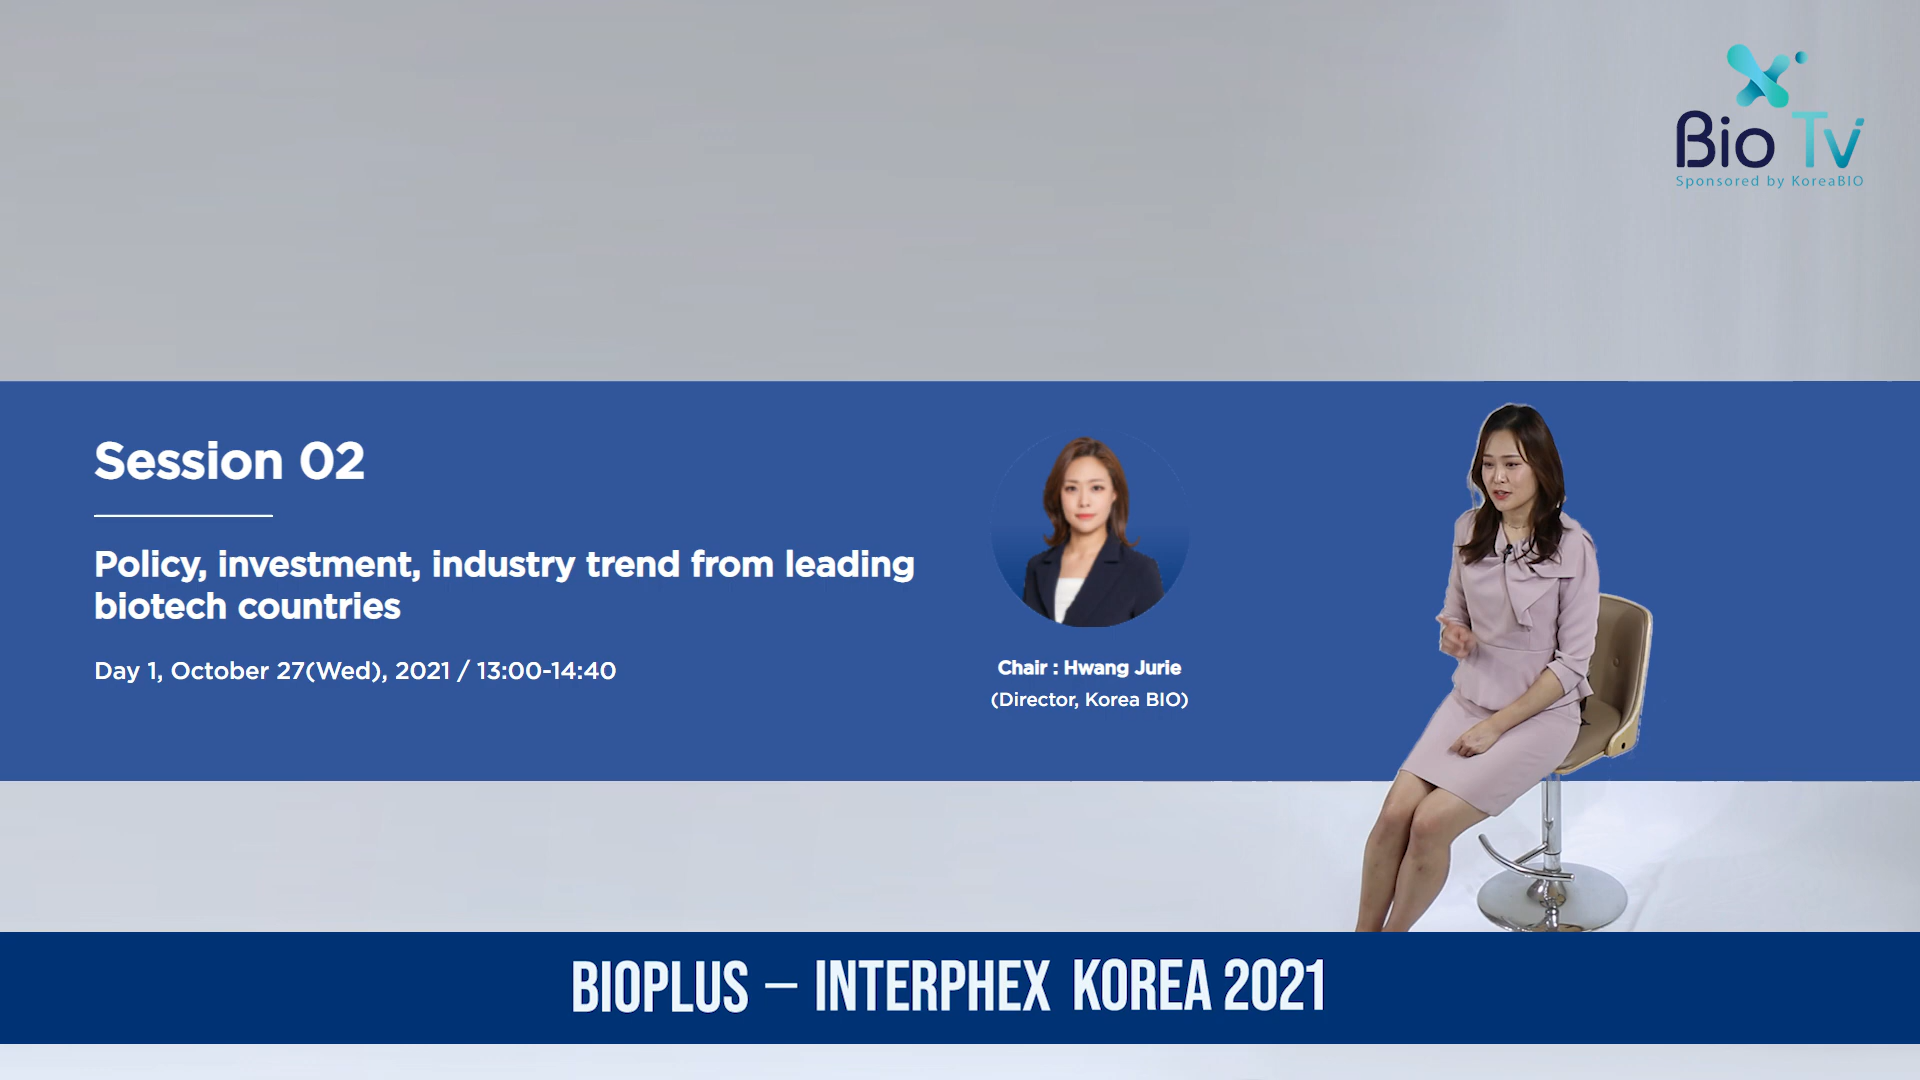 Bio Tv
Sponsored by KoreaBIO
Session 02
Policy, investment, industry trend from leading
biotech countries
Day 1, October 27(Wed), 2021 / 13:00-14:40
Chair : Hwang Jurie
(Director, Korea BIO)
BIOPLUS – INTERPHEX KOREA 2021